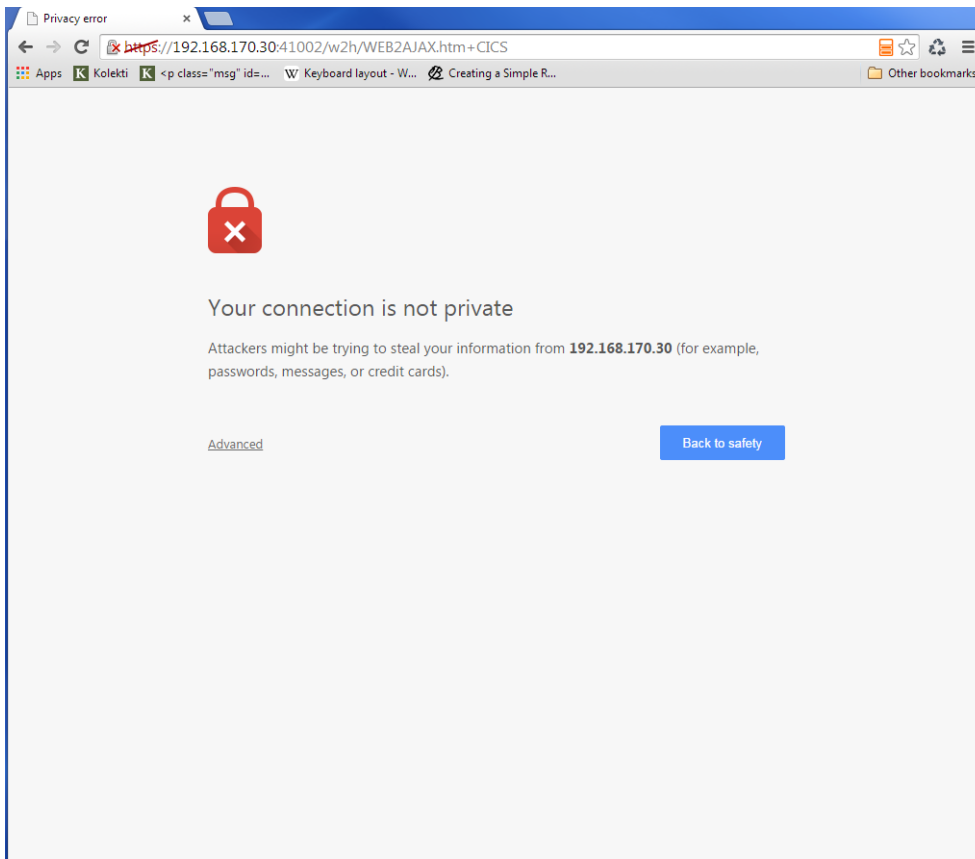 Privacy error
https://192.168.170.30:41002/w2h/WEB2AJAX.htm+CICS
Apps K Kolekti K <p class="msg" id=... W Keyboard layout - W... Creating a Simple R... Other bookmarks
Your connection is not private
Attackers might be trying to steal your information from 192.168.170.30 (for example,
passwords, messages, or credit cards).
Advanced Back to safety